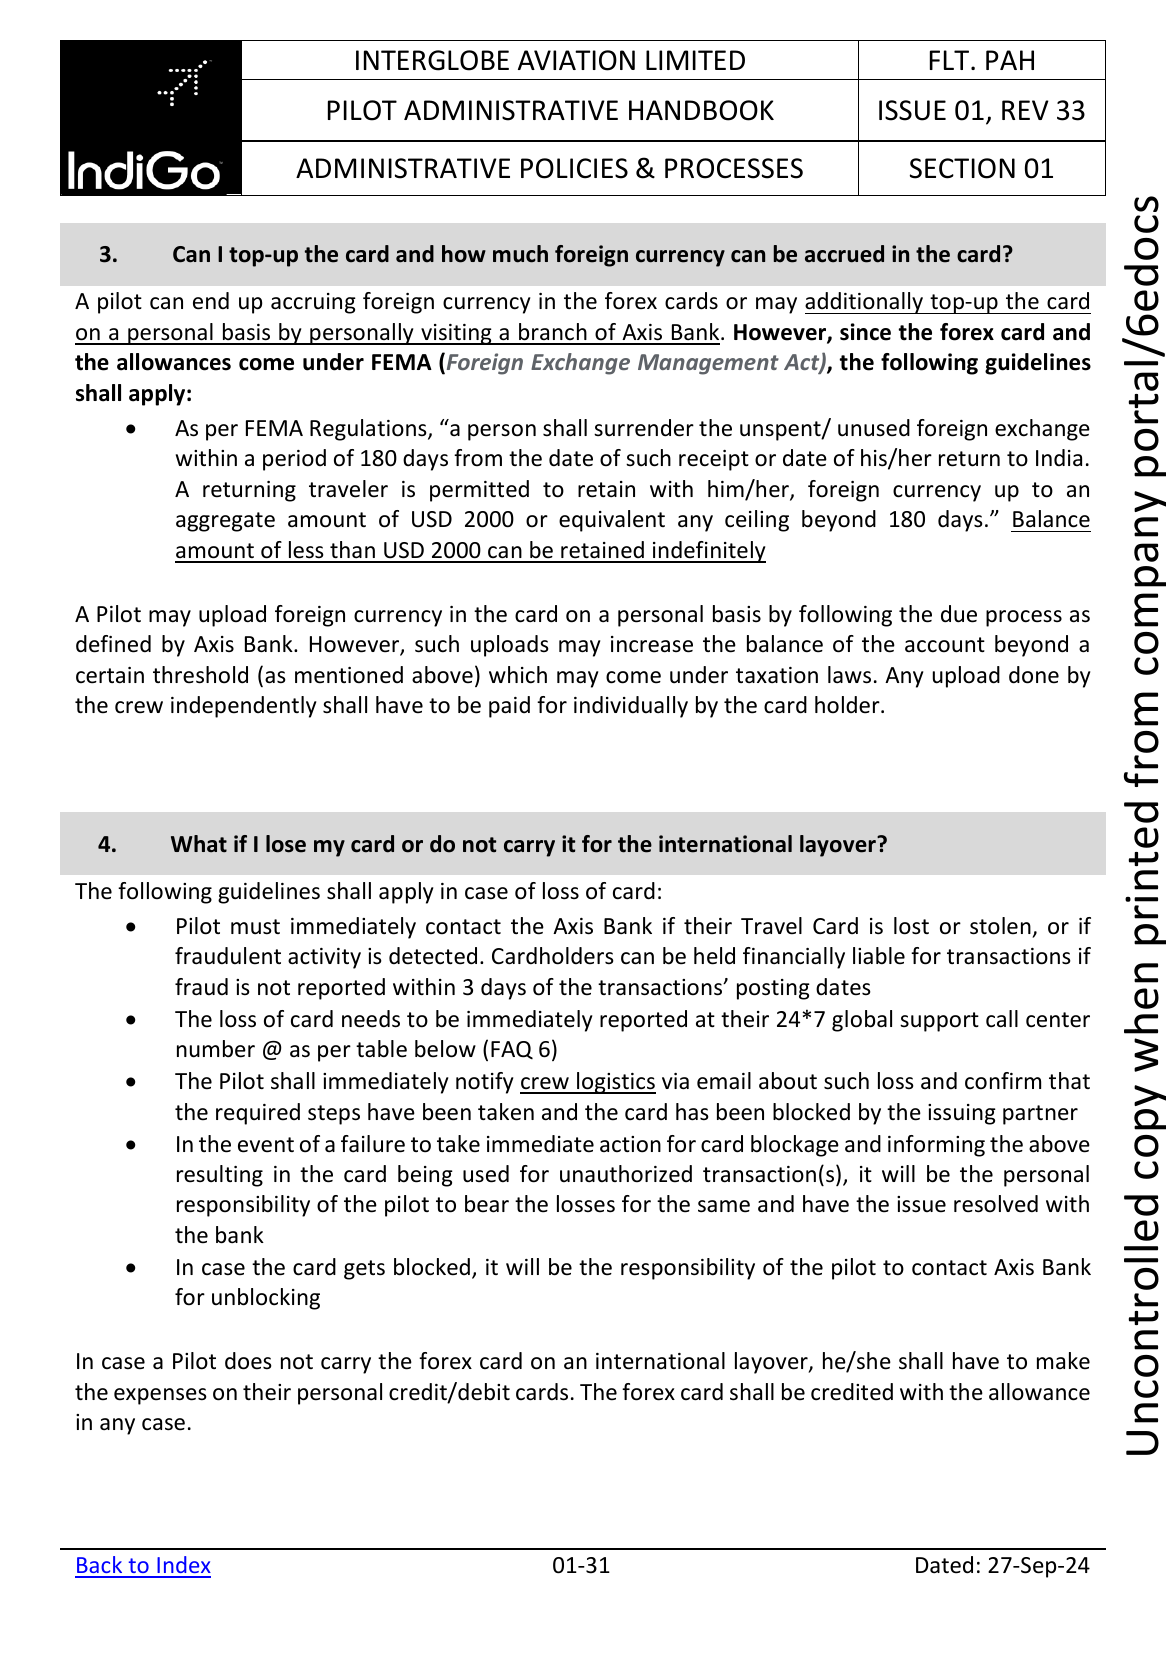 INTERGLOBE AVIATION LIMITED
FLT. PAH
PILOT ADMINISTRATIVE HANDBOOK
ISSUE 01, REV 33
IndiGo
ADMINISTRATIVE POLICIES & PROCESSES
SECTION 01
3. Can I top-up the card and how much foreign currency can be accrued in the card?
A pilot can end up accruing foreign currency in the forex cards or may additionally top-up the card
on a personal basis by personally visiting a branch of Axis Bank. However, since the forex card and
the allowances come under FEMA (Foreign Exchange Management Act), the following guidelines
shall apply:
• As per FEMA Regulations, “a person shall surrender the unspent/ unused foreign exchange
within a period of 180 days from the date of such receipt or date of his/her return to India.
A returning traveler is permitted to retain with him/her, foreign currency up to an
aggregate amount of USD 2000 or equivalent any ceiling beyond 180 days.” Balance
amount of less than USD 2000 can be retained indefinitely
A Pilot may upload foreign currency in the card on a personal basis by following the due process as
defined by Axis Bank. However, such uploads may increase the balance of the account beyond a
certain threshold (as mentioned above) which may come under taxation laws. Any upload done by
the crew independently shall have to be paid for individually by the card holder.
4. What if I lose my card or do not carry it for the international layover?
The following guidelines shall apply in case of loss of card:
• Pilot must immediately contact the Axis Bank if their Travel Card is lost or stolen, or if
fraudulent activity is detected. Cardholders can be held financially liable for transactions if
fraud is not reported within 3 days of the transactions’ posting dates
• The loss of card needs to be immediately reported at their 24*7 global support call center
number @ as per table below (FAQ 6)
• The Pilot shall immediately notify crew logistics via email about such loss and confirm that
the required steps have been taken and the card has been blocked by the issuing partner
• In the event of a failure to take immediate action for card blockage and informing the above
resulting in the card being used for unauthorized transaction(s), it will be the personal
responsibility of the pilot to bear the losses for the same and have the issue resolved with
the bank
• In case the card gets blocked, it will be the responsibility of the pilot to contact Axis Bank
for unblocking
In case a Pilot does not carry the forex card on an international layover, he/she shall have to make
the expenses on their personal credit/debit cards. The forex card shall be credited with the allowance
in any case.
Back to Index
01-31
Dated: 27-Sep-24
Uncontrolled copy when printed from company portal/6edocs